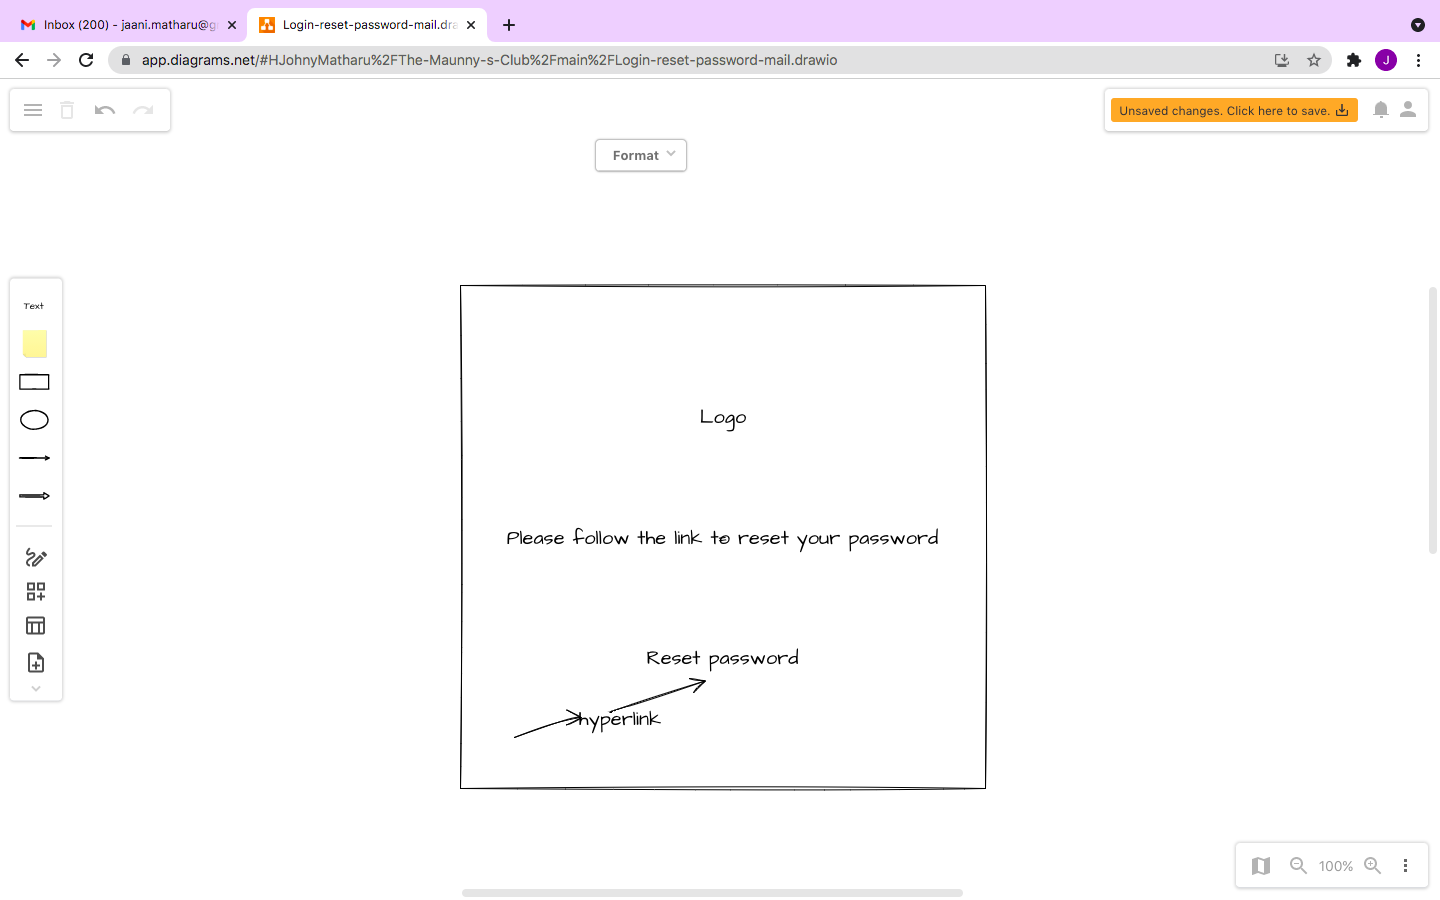 Inbox (200) - jaani.matharu@g
Login-reset-password-mail.dra
app.diagrams.net/#HJohnyMatharu%2FThe-Maunny-s-Club%2Fmain%2FLogin-reset-password-mail.drawio
J
Unsaved changes. Click here to save.
Format
Text
Logo
Please follow the link to reset your password
Reset password
hyperlink
100%